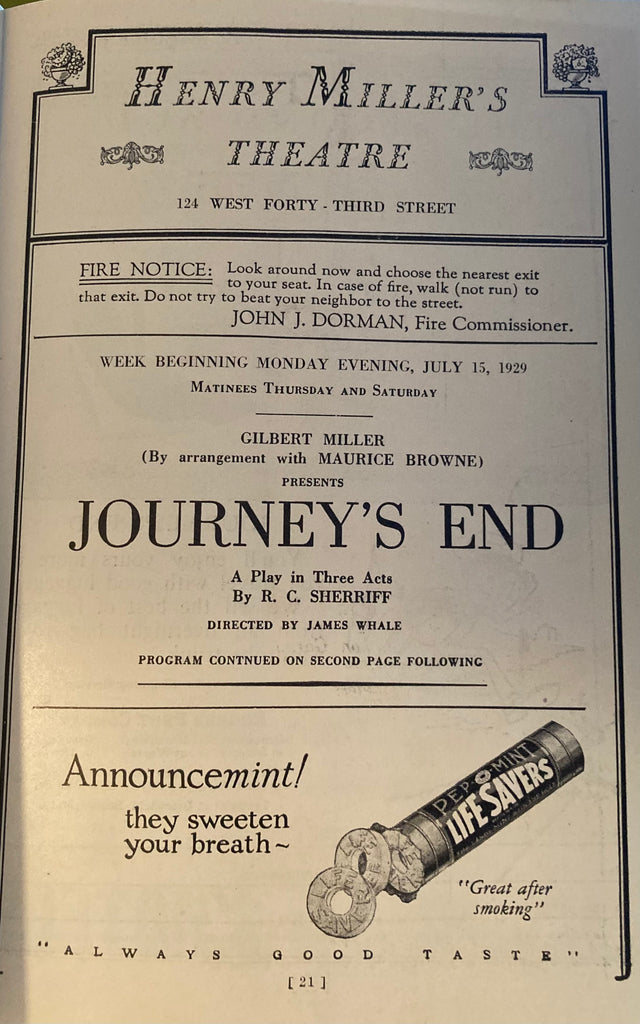 HENRY MILLER'S
THEATRE
124 WEST FORTY-THIRD STREET
FIRE NOTICE: Look around now and choose the nearest exit
to your seat. In case of fire, walk (not run) to
that exit. Do not try to beat your neighbor to the street.
JOHN J. DORMAN, Fire Commissioner.
WEEK BEGINNING MONDAY EVENING, JULY 15, 1929
MATINEES THURSDAY AND SATURDAY
GILBERT MILLER
(By arrangement with MAURICE BROWNE)
PRESENTS
JOURNEY'S END
A Play in Three Acts
By R. C. SHERRIFF
DIRECTED BY JAMES WHALE
PROGRAM CONTNUED ON SECOND PAGE FOLLOWING
Announcemint!
they sweeten
your breath~
PEP O MINT
LIFE SAVERS
"Great after
smoking"
"ALWAYS GOOD TASTE"
[21]